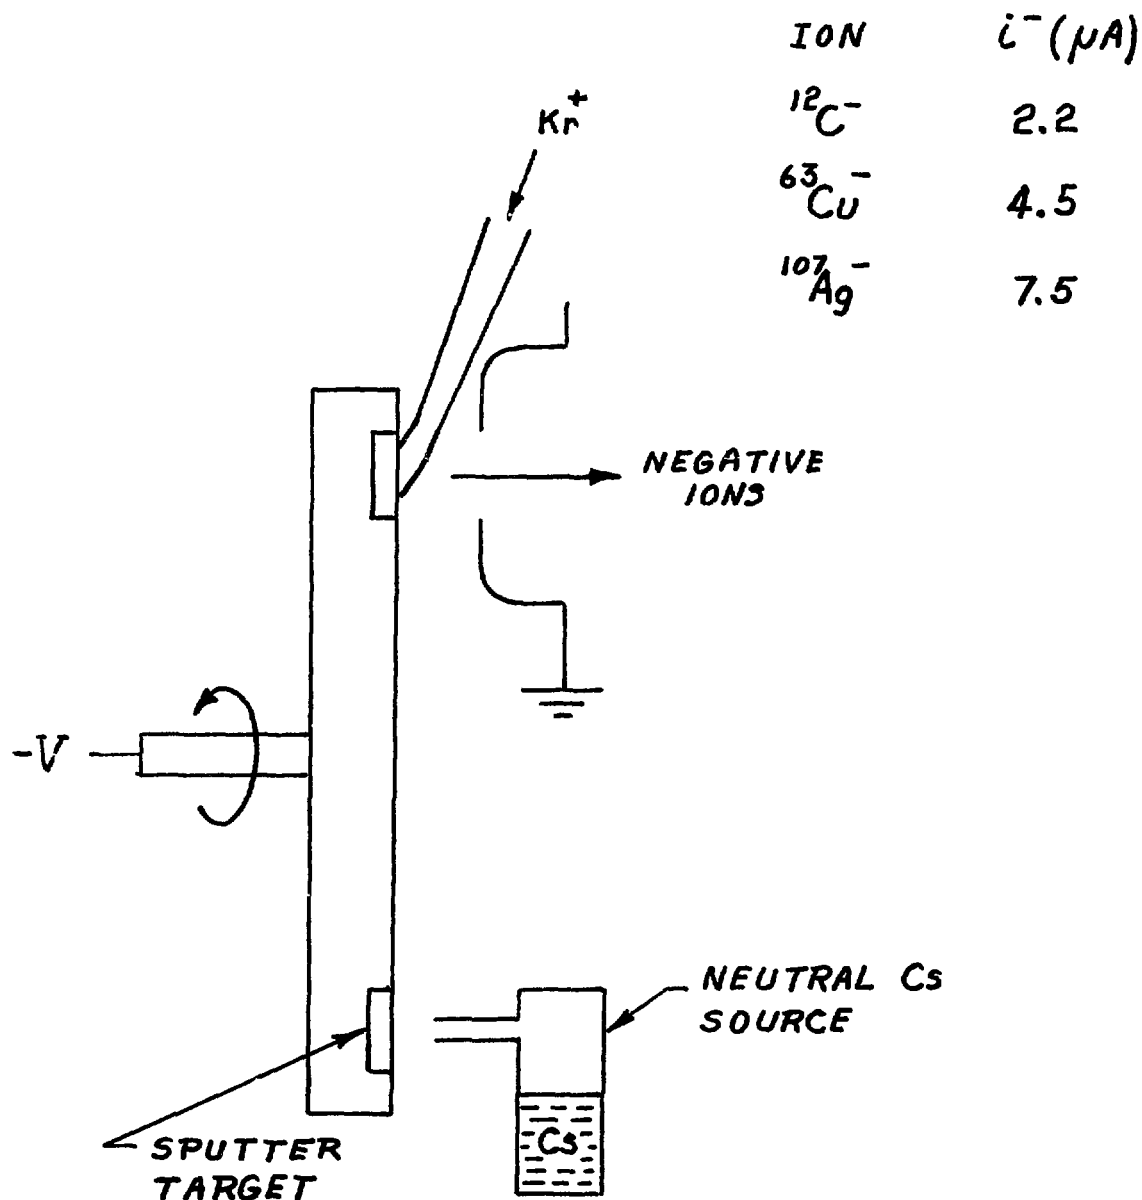 ION i⁻(μA)
¹²C⁻ 2.2
⁶³Cu⁻ 4.5
¹⁰⁷Ag⁻ 7.5
Kr⁺
NEGATIVE
IONS
-V
NEUTRAL Cs
SOURCE
Cs
SPUTTER
TARGET